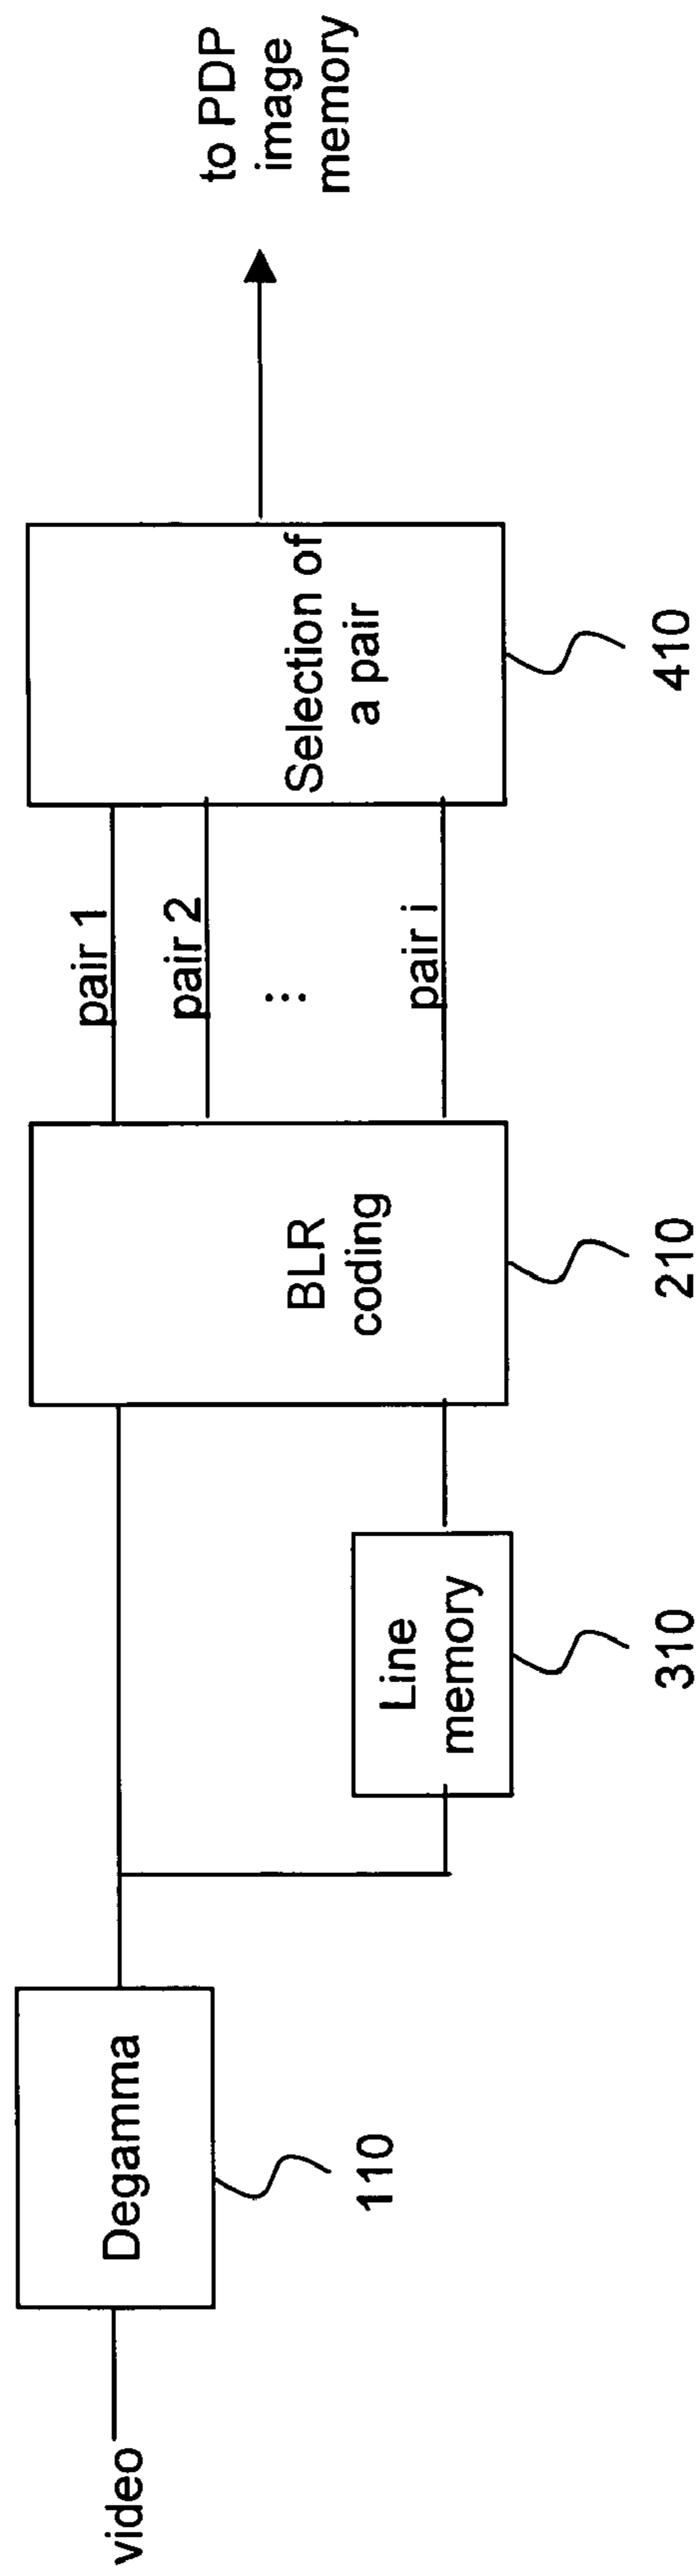 video
Degamma
110
Line
memory
310
BLR
coding
210
pair 1
pair 2
...
pair i
Selection of
a pair
410
to PDP
image
memory